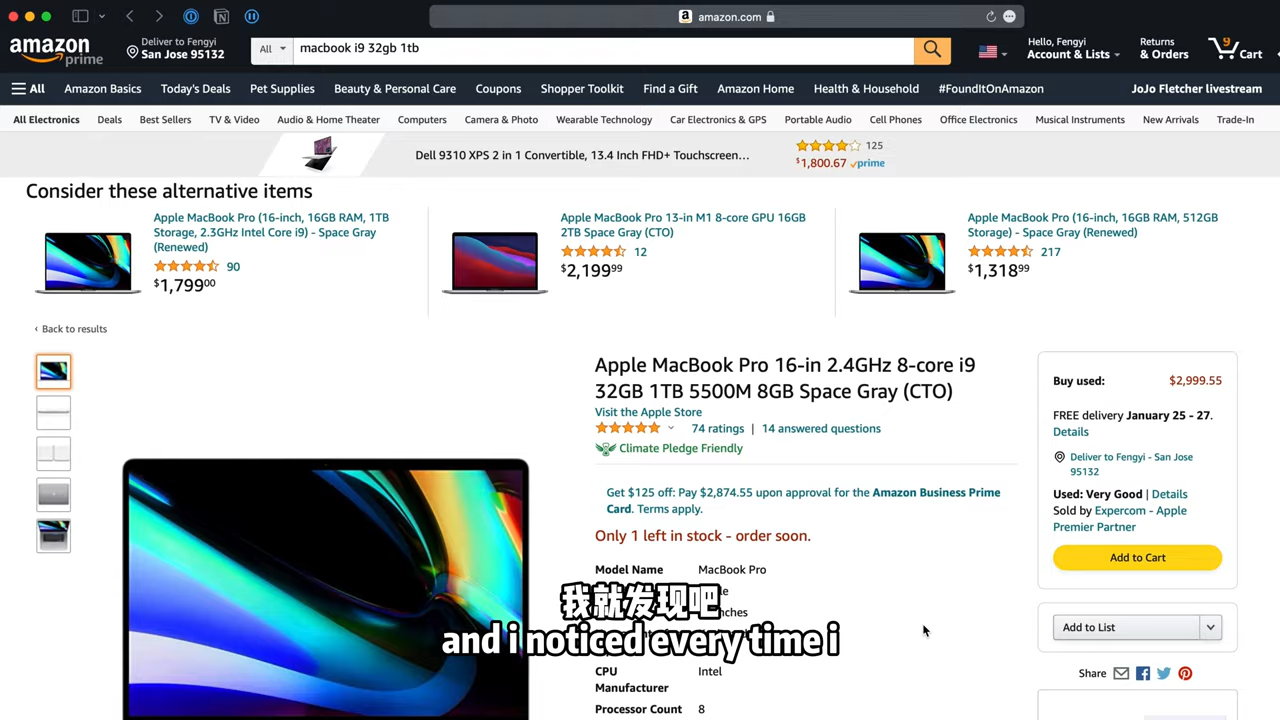 amazon.com
amazon
prime
Deliver to Fengyi
San Jose 95132
All
macbook i9 32gb 1tb
Hello, Fengyi
Account & Lists
Returns
& Orders
9
Cart
All
Amazon Basics
Today's Deals
Pet Supplies
Beauty & Personal Care
Coupons
Shopper Toolkit
Find a Gift
Amazon Home
Health & Household
#FoundItOnAmazon
JoJo Fletcher livestream
All Electronics
Deals
Best Sellers
TV & Video
Audio & Home Theater
Computers
Camera & Photo
Wearable Technology
Car Electronics & GPS
Portable Audio
Cell Phones
Office Electronics
Musical Instruments
New Arrivals
Trade-In
Dell 9310 XPS 2 in 1 Convertible, 13.4 Inch FHD+ Touchscreen...
125
$1,800.67 prime
Consider these alternative items
Apple MacBook Pro (16-inch, 16GB RAM, 1TB
Storage, 2.3GHz Intel Core i9) - Space Gray
(Renewed)
90
$1,79900
Apple MacBook Pro 13-in M1 8-core GPU 16GB
2TB Space Gray (CTO)
12
$2,19999
Apple MacBook Pro (16-inch, 16GB RAM, 512GB
Storage) - Space Gray (Renewed)
217
$1,31899
‹ Back to results
Apple MacBook Pro 16-in 2.4GHz 8-core i9
32GB 1TB 5500M 8GB Space Gray (CTO)
Visit the Apple Store
74 ratings | 14 answered questions
Climate Pledge Friendly
Get $125 off: Pay $2,874.55 upon approval for the Amazon Business Prime
Card. Terms apply.
Only 1 left in stock - order soon.
Model Name MacBook Pro
CPU Intel
Manufacturer
Processor Count 8
Buy used: $2,999.55
FREE delivery January 25 - 27.
Details
Deliver to Fengyi - San Jose
95132
Used: Very Good | Details
Sold by Expercom - Apple
Premier Partner
Add to Cart
Add to List
Share
我就发现吧
and i noticed every time i